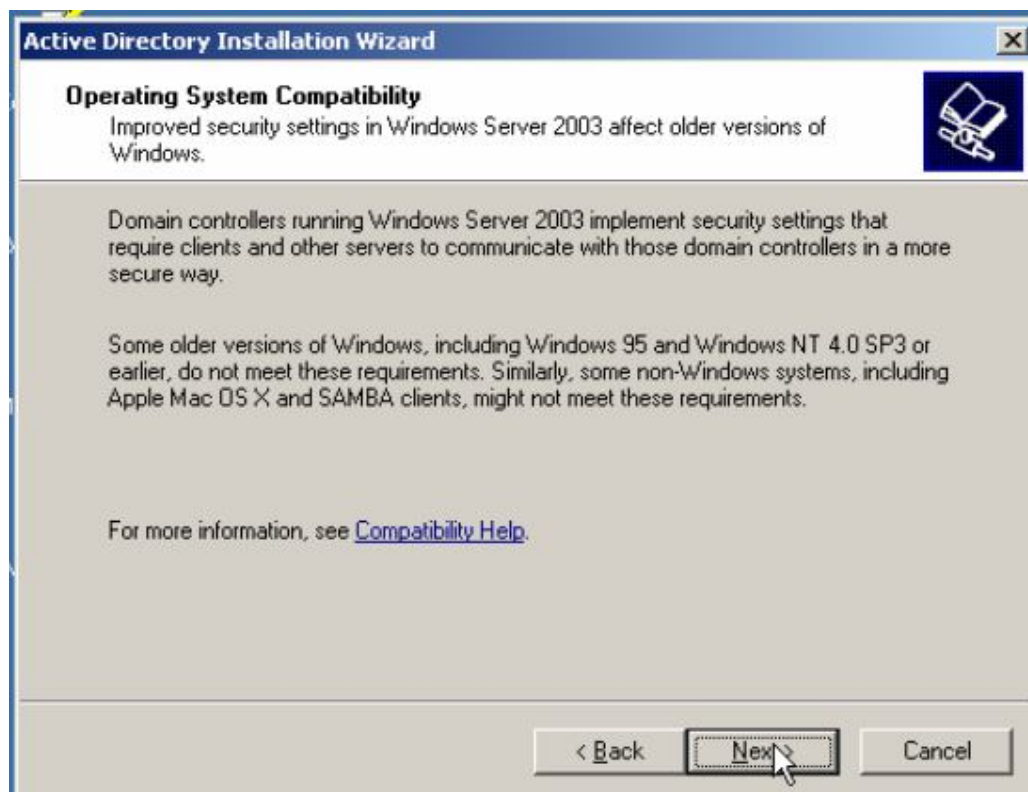 Active Directory Installation Wizard
Operating System Compatibility
Improved security settings in Windows Server 2003 affect older versions of
Windows.
Domain controllers running Windows Server 2003 implement security settings that
require clients and other servers to communicate with those domain controllers in a more
secure way.
Some older versions of Windows, including Windows 95 and Windows NT 4.0 SP3 or
earlier, do not meet these requirements. Similarly, some non-Windows systems, including
Apple Mac OS X and SAMBA clients, might not meet these requirements.
For more information, see Compatibility Help.
< Back Next > Cancel